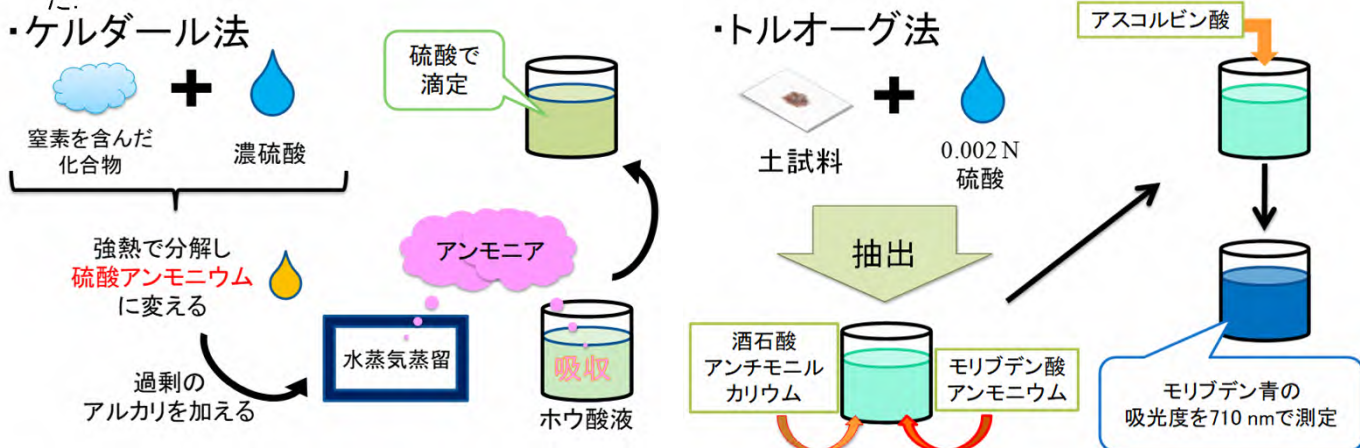 た.
・ケルダール法
窒素を含んだ
化合物
濃硫酸
強熱で分解し
硫酸アンモニウム
に変える
過剰の
アルカリを加える
水蒸気蒸留
アンモニア
吸収
ホウ酸液
硫酸で
滴定
・トルオーグ法
土試料
0.002 N
硫酸
抽出
酒石酸
アンチモニル
カリウム
モリブデン酸
アンモニウム
アスコルビン酸
モリブデン青の
吸光度を710 nmで測定